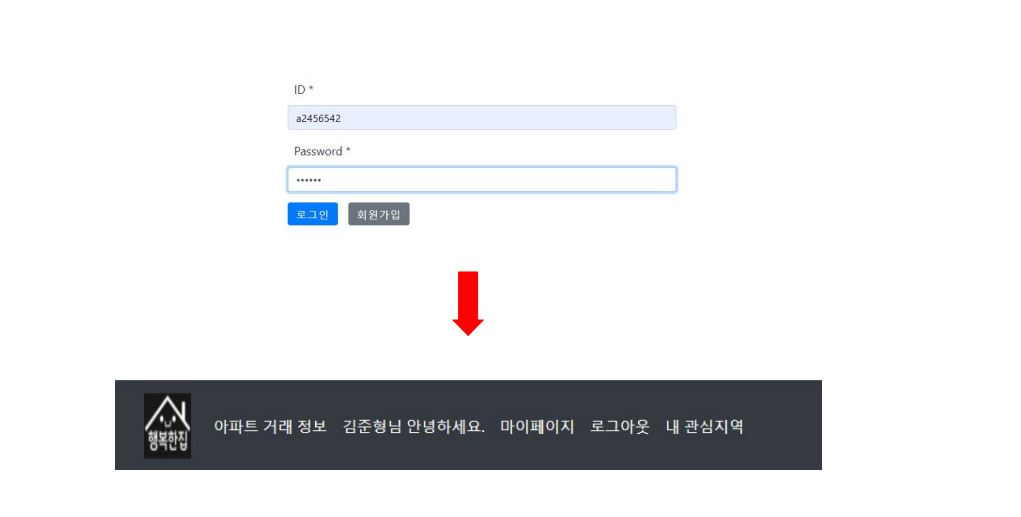 ID *
a2456542
Password *
••••••
로그인 회원가입
행복한집
아파트 거래 정보 김준형님 안녕하세요. 마이페이지 로그아웃 내 관심지역